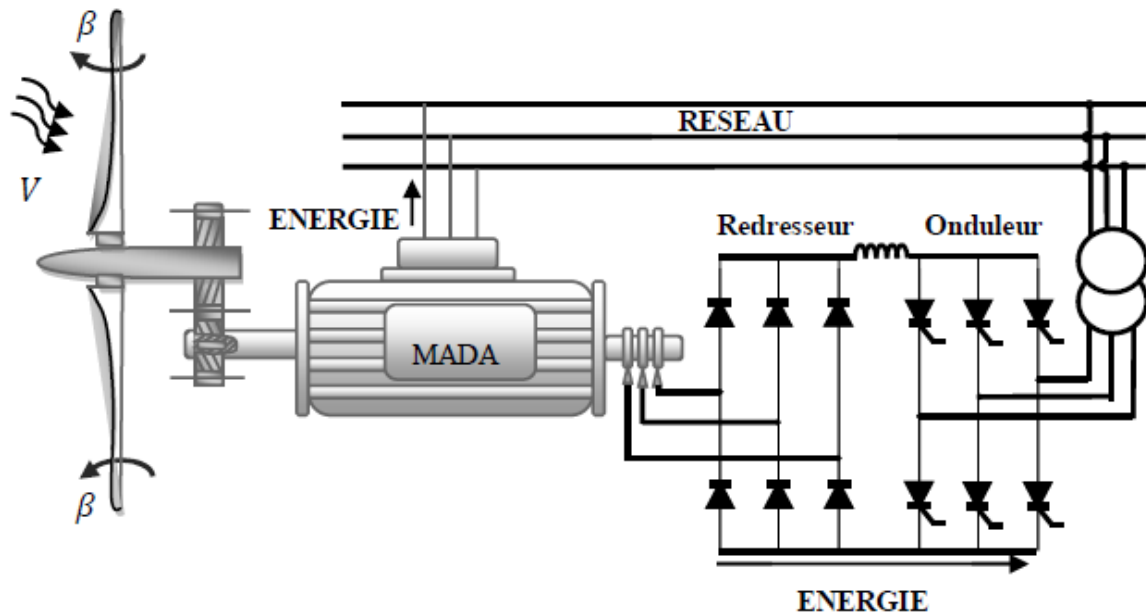 β
V
RESEAU
ENERGIE
Redresseur
Onduleur
MADA
β
ENERGIE